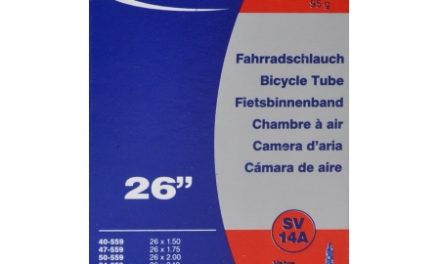 95 g
Fahrradschlauch
Bicycle Tube
Fietsbinnenband
Chambre à air
Camera d'aria
Cámara de aire
26”
SV
14A
40-559 26 x 1.50
47-559 26 x 1.75
50-559 26 x 2.00